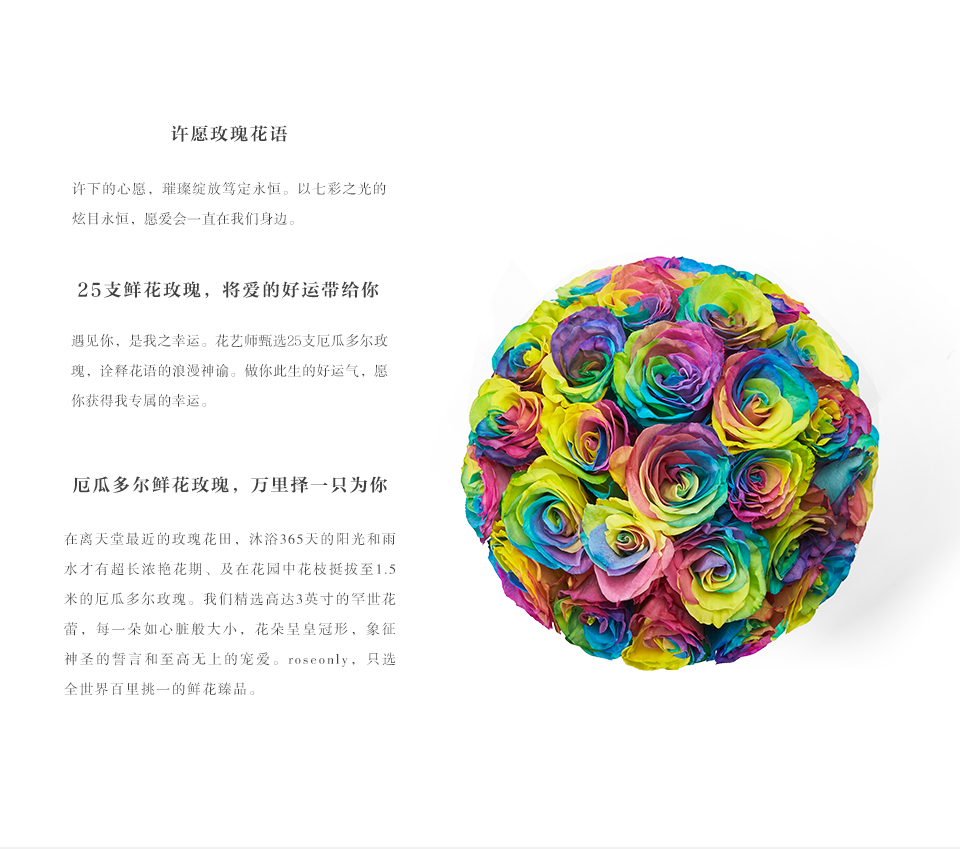 许愿玫瑰花语
许下的心愿，璀璨绽放笃定永恒。以七彩之光的
炫目永恒，愿爱会一直在我们身边。
25支鲜花玫瑰，将爱的好运带给你
遇见你，是我之幸运。花艺师甄选25支厄瓜多尔玫
瑰，诠释花语的浪漫神谕。做你此生的好运气，愿
你获得我专属的幸运。
厄瓜多尔鲜花玫瑰，万里择一只为你
在离天堂最近的玫瑰花田，沐浴365天的阳光和雨
水才有超长浓艳花期、及在花园中花枝挺拔至1.5
米的厄瓜多尔玫瑰。我们精选高达3英寸的罕世花
蕾，每一朵如心脏般大小，花朵呈皇冠形，象征
神圣的誓言和至高无上的宠爱。roseonly，只选
全世界百里挑一的鲜花臻品。